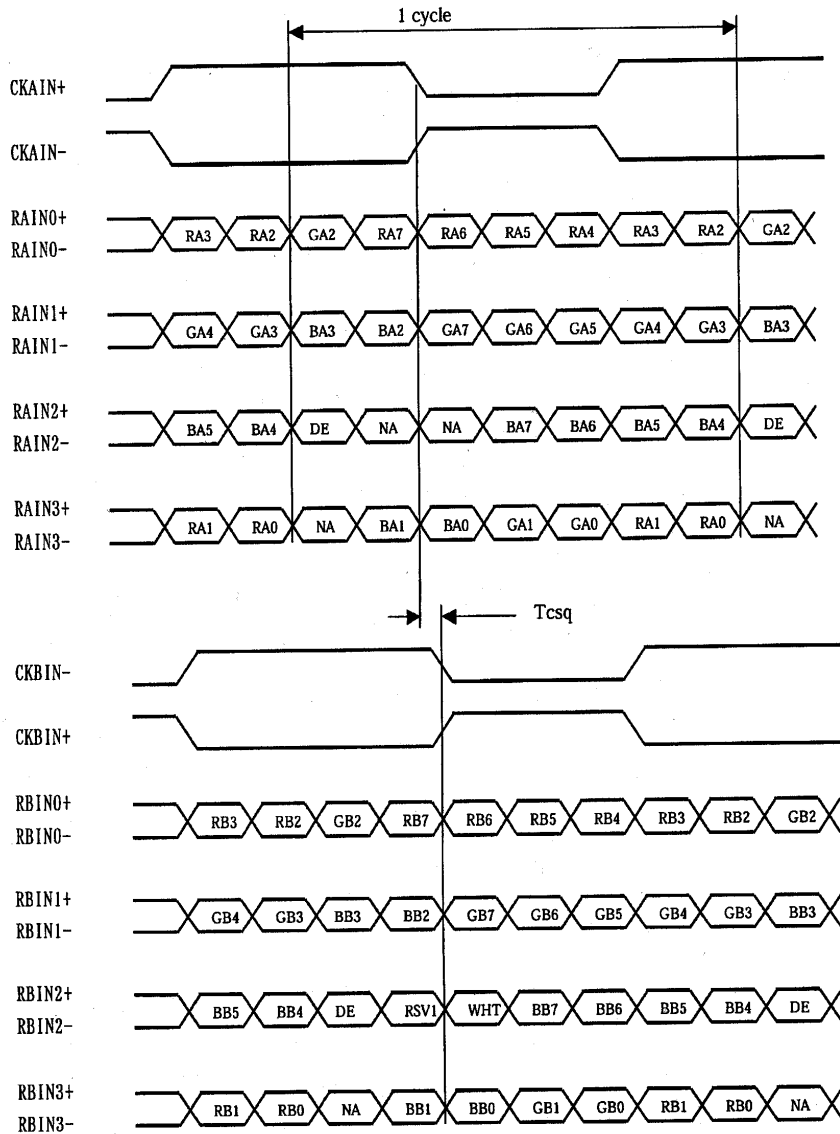 1 cycle
CKAIN+
CKAIN-
RAIN0+
RA3 RA2 GA2 RA7 RA6 RA5 RA4 RA3 RA2 GA2
RAIN0-
RAIN1+
GA4 GA3 BA3 BA2 GA7 GA6 GA5 GA4 GA3 BA3
RAIN1-
RAIN2+
BA5 BA4 DE NA NA BA7 BA6 BA5 BA4 DE
RAIN2-
RAIN3+
RA1 RA0 NA BA1 BA0 GA1 GA0 RA1 RA0 NA
RAIN3-
Tcsq
CKBIN-
CKBIN+
RBIN0+
RB3 RB2 GB2 RB7 RB6 RB5 RB4 RB3 RB2 GB2
RBIN0-
RBIN1+
GB4 GB3 BB3 BB2 GB7 GB6 GB5 GB4 GB3 BB3
RBIN1-
RBIN2+
BB5 BB4 DE RSV1 WHT BB7 BB6 BB5 BB4 DE
RBIN2-
RBIN3+
RB1 RB0 NA BB1 BB0 GB1 GB0 RB1 RB0 NA
RBIN3-